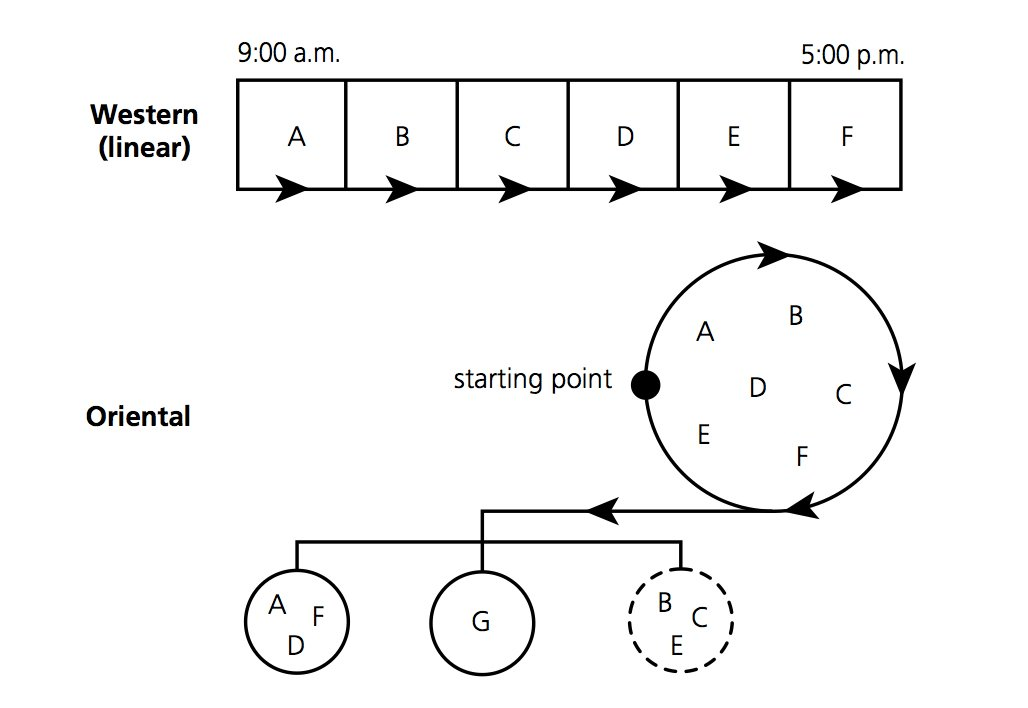 9:00 a.m.
5:00 p.m.
Western
(linear)
A
B
C
D
E
F
Oriental
starting point
A
B
D
C
E
F
A
F
D
G
B
C
E